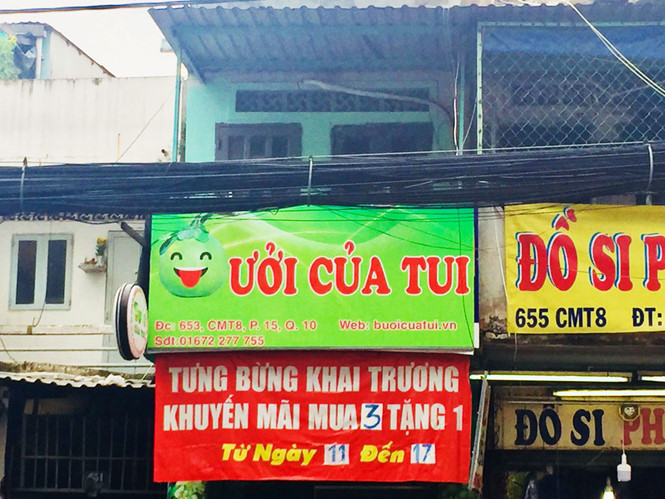 ƯỞI CỦA TUI
Đc: 653, CMT8, P. 15, Q. 10 Web: buoicuatui.vn
Sđt: 01672 277 755
TƯNG BỪNG KHAI TRƯƠNG
KHUYẾN MÃI MUA 3 TẶNG 1
Từ Ngày 11 Đến 17
ĐỒ SI P
655 CMT8 ĐT:
ĐỒ SI PH